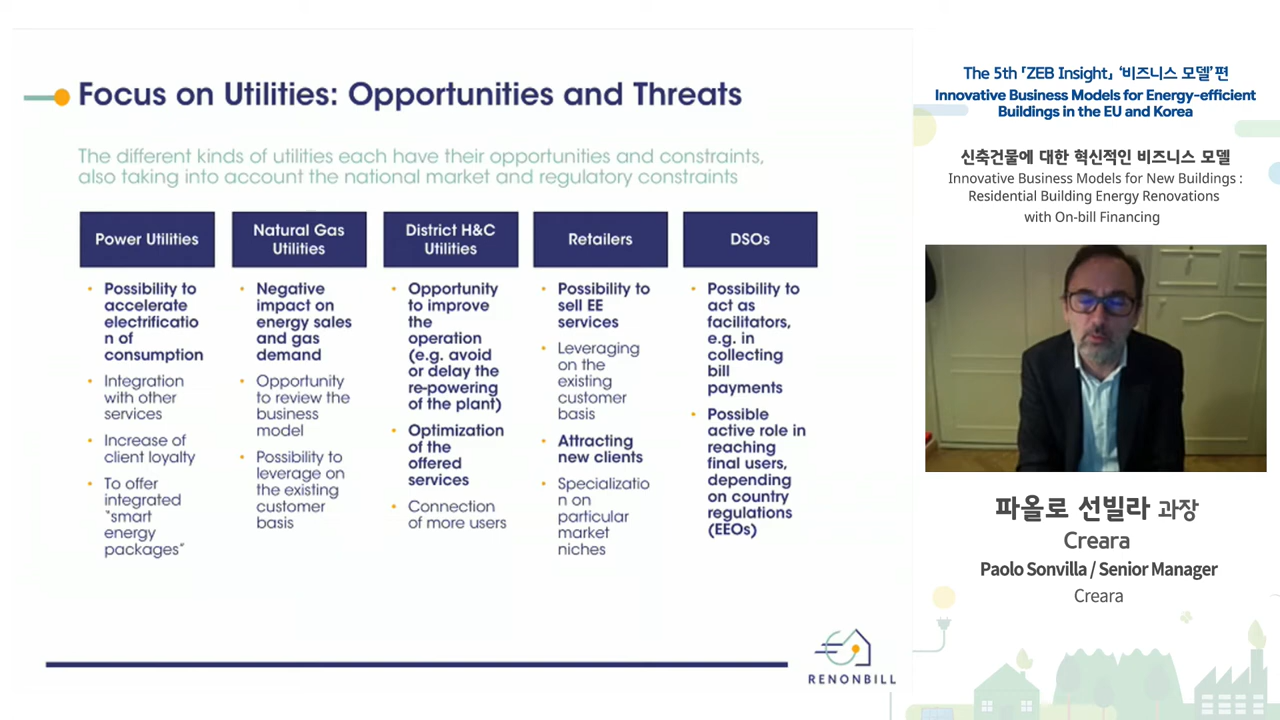 Focus on Utilities: Opportunities and Threats
The different kinds of utilities each have their opportunities and constraints,
also taking into account the national market and regulatory constraints
Power Utilities
• Possibility to
accelerate
electrificatio
n of
consumption
• Integration
with other
services
• Increase of
client loyalty
• To offer
integrated
"smart
energy
packages"
Natural Gas
Utilities
• Negative
impact on
energy sales
and gas
demand
• Opportunity
to review the
business
model
• Possibility to
leverage on
the existing
customer
basis
District H&C
Utilities
• Opportunity
to improve
the
operation
(e.g. avoid
or delay the
re-powering
of the plant)
• Optimization
of the
offered
services
• Connection
of more users
Retailers
• Possibility to
sell EE
services
• Leveraging
on the
existing
customer
basis
• Attracting
new clients
• Specializatio
n on
particular
market
niches
DSOs
• Possibility to
act as
facilitators,
e.g. in
collecting
bill
payments
• Possible
active role in
reaching
final users,
depending
on country
regulations
(EEOs)
RENONBILL
The 5th「ZEB Insight」 '비즈니스 모델'편
Innovative Business Models for Energy-efficient
Buildings in the EU and Korea
신축건물에 대한 혁신적인 비즈니스 모델
Innovative Business Models for New Buildings :
Residential Building Energy Renovations
with On-bill Financing
파올로 선빌라 과장
Creara
Paolo Sonvilla / Senior Manager
Creara